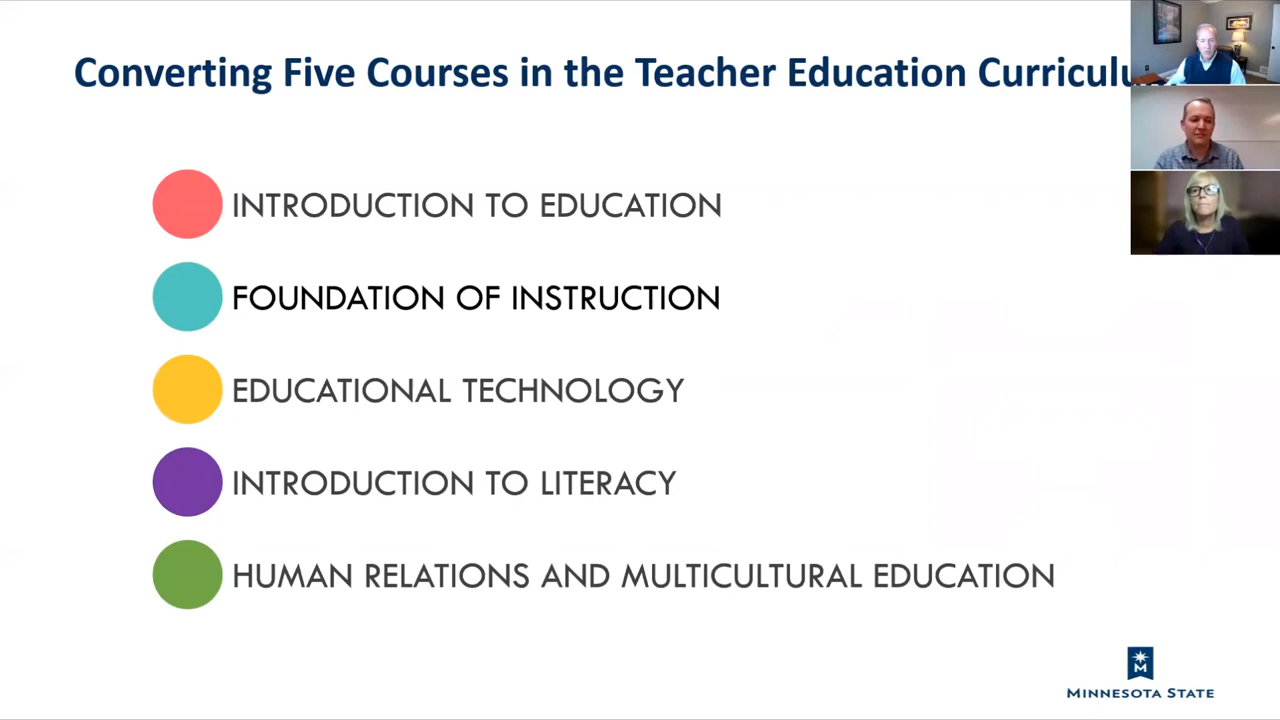 Converting Five Courses in the Teacher Education Curriculum
INTRODUCTION TO EDUCATION
FOUNDATION OF INSTRUCTION
EDUCATIONAL TECHNOLOGY
INTRODUCTION TO LITERACY
HUMAN RELATIONS AND MULTICULTURAL EDUCATION
M
MINNESOTA STATE